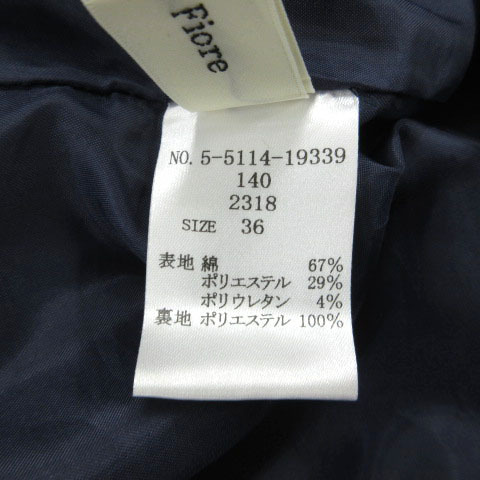 Fiore
NO. 5-5114-19339
140
2318
SIZE 36
表地 綿 67%
ポリエステル 29%
ポリウレタン 4%
裏地 ポリエステル 100%